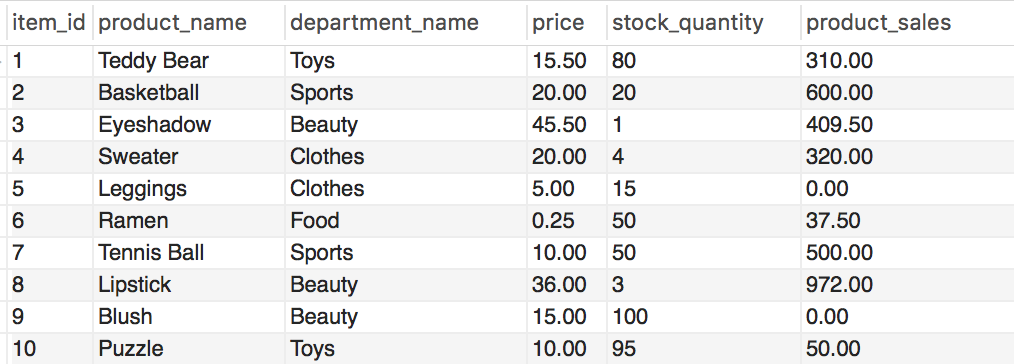 item_id product_name department_name price stock_quantity product_sales
1 Teddy Bear Toys 15.50 80 310.00
2 Basketball Sports 20.00 20 600.00
3 Eyeshadow Beauty 45.50 1 409.50
4 Sweater Clothes 20.00 4 320.00
5 Leggings Clothes 5.00 15 0.00
6 Ramen Food 0.25 50 37.50
7 Tennis Ball Sports 10.00 50 500.00
8 Lipstick Beauty 36.00 3 972.00
9 Blush Beauty 15.00 100 0.00
10 Puzzle Toys 10.00 95 50.00